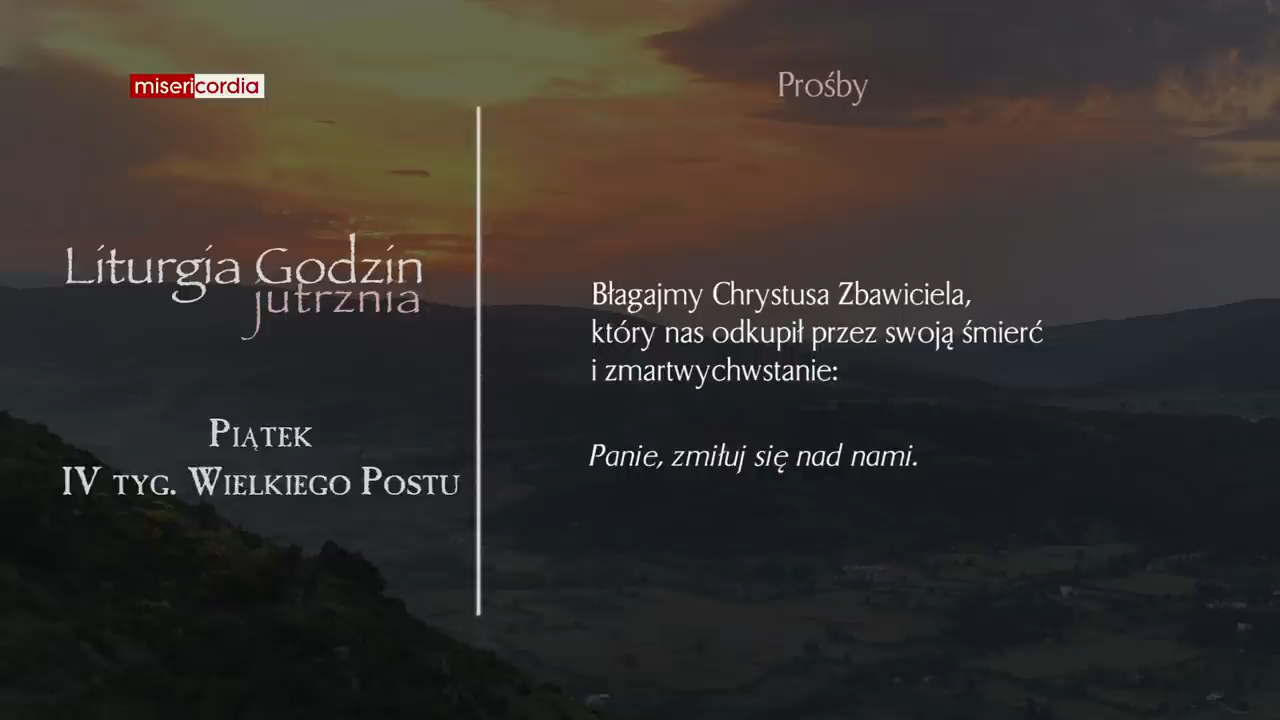 misericordia
Prośby
Liturgia Godzin
jutrznia
Piątek
IV tyg. Wielkiego Postu
Błagajmy Chrystusa Zbawiciela,
który nas odkupił przez swoją śmierć
i zmartwychwstanie:
Panie, zmiłuj się nad nami.